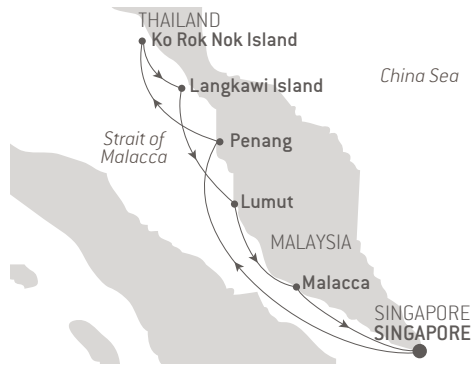 THAILAND
Ko Rok Nok Island
China Sea
Langkawi Island
Strait of
Malacca
Penang
Lumut
MALAYSIA
Malacca
SINGAPORE
SINGAPORE